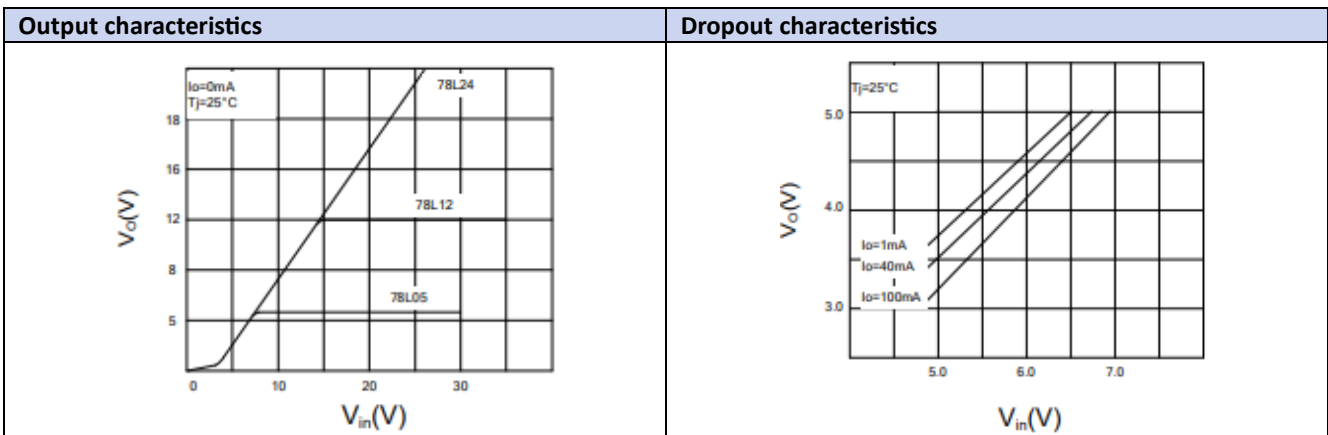 Output characteristics
Dropout characteristics
Io=0mA
Tj=25°C
78L24
18
16
78L12
12
8
78L05
5
0 10 20 30
Vin(V)
VO(V)
Tj=25°C
5.0
4.0
Io=1mA
Io=40mA
Io=100mA
3.0
5.0 6.0 7.0
Vin(V)
VO(V)